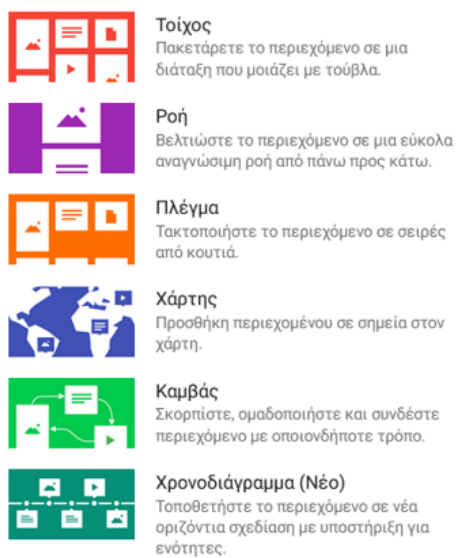 Τοίχος
Πακετάρετε το περιεχόμενο σε μια
διάταξη που μοιάζει με τούβλα.
Ροή
Βελτιώστε το περιεχόμενο σε μια εύκολα
αναγνώσιμη ροή από πάνω προς κάτω.
Πλέγμα
Τακτοποιήστε το περιεχόμενο σε σειρές
από κουτιά.
Χάρτης
Προσθήκη περιεχομένου σε σημεία στον
χάρτη.
Καμβάς
Σκορπίστε, ομαδοποιήστε και συνδέστε
περιεχόμενο με οποιονδήποτε τρόπο.
Χρονοδιάγραμμα (Νέο)
Τοποθετήστε το περιεχόμενο σε νέα
οριζόντια σχεδίαση με υποστήριξη για
ενότητες.